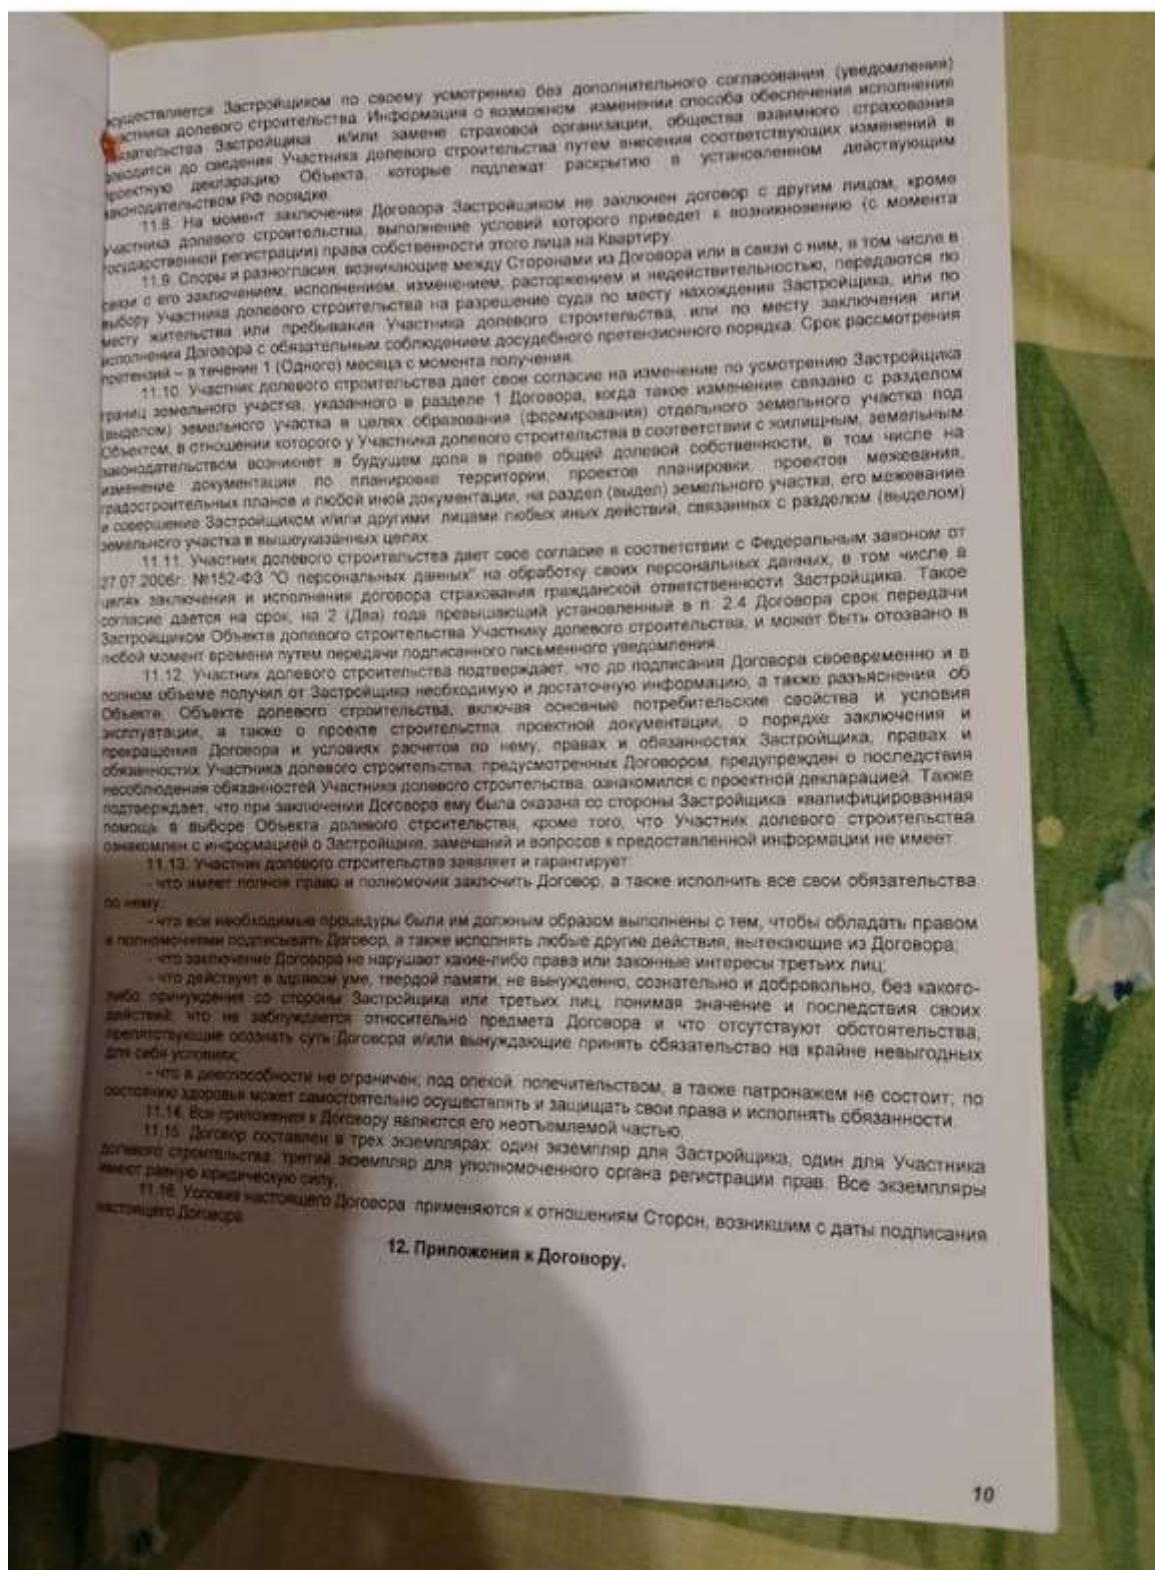 осуществляется Застройщиком по своему усмотрению без дополнительного согласования (уведомления)
участника долевого строительства. Информация о возможном изменении способа обеспечения исполнения
обязательства Застройщика и/или замене страховой организации, общества взаимного страхования
доводится до сведения Участника долевого строительства путем внесения соответствующих изменений в
проектную декларацию Объекта, которые подлежат раскрытию в установленном действующим
законодательством РФ порядке.
11.8. На момент заключения Договора Застройщиком не заключен договор с другим лицом, кроме
Участника долевого строительства, выполнение условий которого приведет к возникновению (с момента
государственной регистрации) права собственности этого лица на Квартиру.
11.9. Споры и разногласия, возникающие между Сторонами из Договора или в связи с ним, в том числе в
связи с его заключением, исполнением, изменением, расторжением и недействительностью, передаются по
выбору Участника долевого строительства на разрешение суда по месту нахождения Застройщика, или по
месту жительства или пребывания Участника долевого строительства, или по месту заключения или
исполнения Договора с обязательным соблюдением досудебного претензионного порядка. Срок рассмотрения
претензий – в течение 1 (Одного) месяца с момента получения.
11.10. Участник долевого строительства дает свое согласие на изменение по усмотрению Застройщика
границ земельного участка, указанного в разделе 1 Договора, когда такое изменение связано с разделом
(выделом) земельного участка в целях образования (формирования) отдельного земельного участка под
Объектом, в отношении которого у Участника долевого строительства в соответствии с жилищным, земельным
законодательством возникнет в будущем доля в праве общей долевой собственности, в том числе на
изменение документации по планировке территории, проектов планировки, проектов межевания,
градостроительных планов и любой иной документации, на раздел (выдел) земельного участка, его межевание
и совершение Застройщиком и/или другими лицами любых иных действий, связанных с разделом (выделом)
земельного участка в вышеуказанных целях.
11.11. Участник долевого строительства дает свое согласие в соответствии с Федеральным законом от
27.07.2006г. №152-ФЗ "О персональных данных" на обработку своих персональных данных, в том числе в
целях заключения и исполнения договора страхования гражданской ответственности Застройщика. Такое
согласие дается на срок, на 2 (Два) года превышающий установленный в п. 2.4 Договора срок передачи
Застройщиком Объекта долевого строительства Участнику долевого строительства, и может быть отозвано в
любой момент времени путем передачи подписанного письменного уведомления.
11.12. Участник долевого строительства подтверждает, что до подписания Договора своевременно и в
полном объеме получил от Застройщика необходимую и достаточную информацию, а также разъяснения об
Объекте, Объекте долевого строительства, включая основные потребительские свойства и условия
эксплуатации, а также о проекте строительства, проектной документации, о порядке заключения и
прекращения Договора и условиях расчетов по нему, правах и обязанностях Застройщика, правах и
обязанностях Участника долевого строительства, предусмотренных Договором, предупрежден о последствия
несоблюдения обязанностей Участника долевого строительства, ознакомился с проектной декларацией. Также
подтверждает, что при заключении Договора ему была оказана со стороны Застройщика квалифицированная
помощь в выборе Объекта долевого строительства, кроме того, что Участник долевого строительства
ознакомлен с информацией о Застройщике, замечаний и вопросов к предоставленной информации не имеет.
11.13. Участник долевого строительства заявляет и гарантирует:
- что имеет полное право и полномочия заключить Договор, а также исполнить все свои обязательства
по нему;
- что все необходимые процедуры были им должным образом выполнены с тем, чтобы обладать правом
и полномочиями подписывать Договор, а также исполнять любые другие действия, вытекающие из Договора;
- что заключение Договора не нарушают какие-либо права или законные интересы третьих лиц;
- что действует в здравом уме, твердой памяти, не вынужденно, сознательно и добровольно, без какого-
либо принуждения со стороны Застройщика или третьих лиц, понимая значение и последствия своих
действий, что не заблуждается относительно предмета Договора и что отсутствуют обстоятельства,
препятствующие осознать суть Договора и/или вынуждающие принять обязательство на крайне невыгодных
для себя условиях;
- что в дееспособности не ограничен; под опекой, попечительством, а также патронажем не состоит; по
состоянию здоровья может самостоятельно осуществлять и защищать свои права и исполнять обязанности.
11.14. Все приложения к Договору являются его неотъемлемой частью.
11.15. Договор составлен в трех экземплярах: один экземпляр для Застройщика, один для Участника
долевого строительства, третий экземпляр для уполномоченного органа регистрации прав. Все экземпляры
имеют равную юридическую силу.
11.16. Условия настоящего Договора применяются к отношениям Сторон, возникшим с даты подписания
настоящего Договора.
12. Приложения к Договору.
10